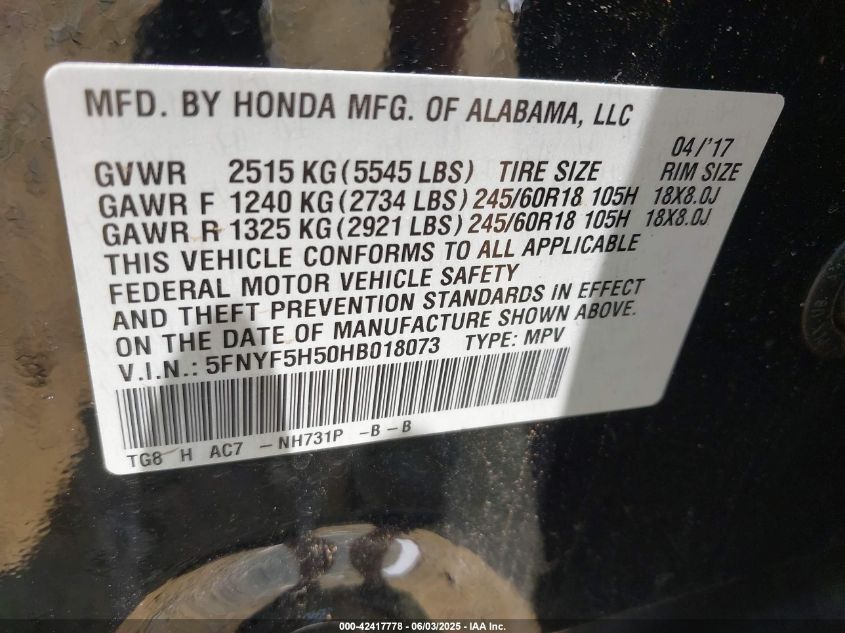 MFD. BY HONDA MFG. OF ALABAMA, LLC
04/'17
GVWR 2515 KG (5545 LBS) TIRE SIZE RIM SIZE
GAWR F 1240 KG (2734 LBS) 245/60R18 105H 18X8.0J
GAWR R 1325 KG (2921 LBS) 245/60R18 105H 18X8.0J
THIS VEHICLE CONFORMS TO ALL APPLICABLE
FEDERAL MOTOR VEHICLE SAFETY
AND THEFT PREVENTION STANDARDS IN EFFECT
ON THE DATE OF MANUFACTURE SHOWN ABOVE.
V.I.N.: 5FNYF5H50HB018073 TYPE: MPV
TG8 H AC7 -NH731P -B-B
000-42417778 - 06/03/2025 - IAA Inc.